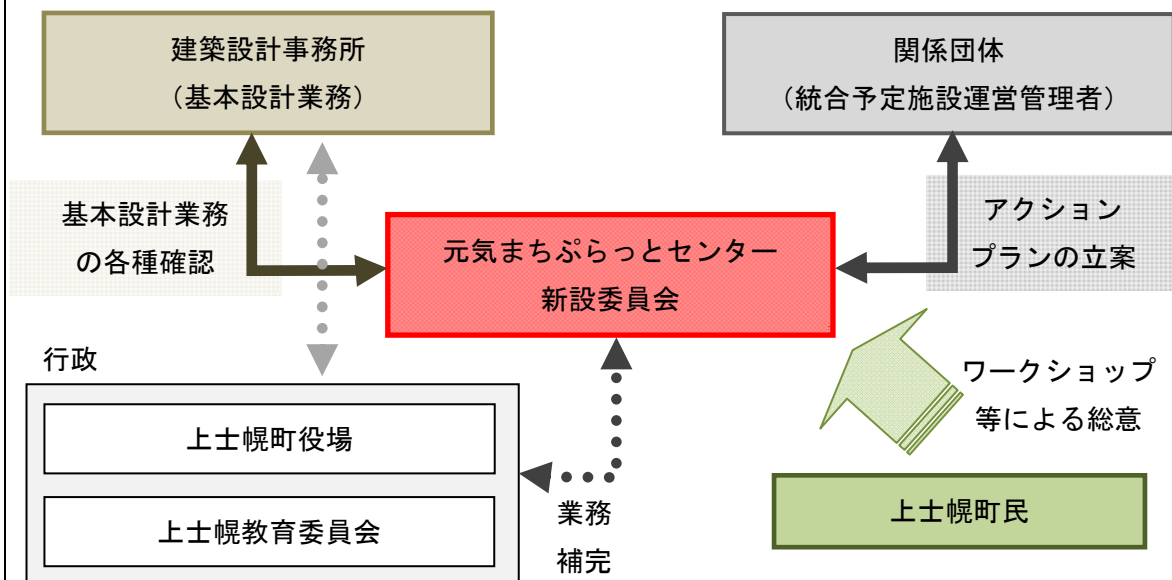 建築設計事務所
（基本設計業務）
関係団体
（統合予定施設運営管理者）
基本設計業務
の各種確認
アクション
プランの立案
元気まちぷらっとセンター
新設委員会
行政
上士幌町役場
上士幌教育委員会
業務
補完
ワークショップ
等による総意
上士幌町民